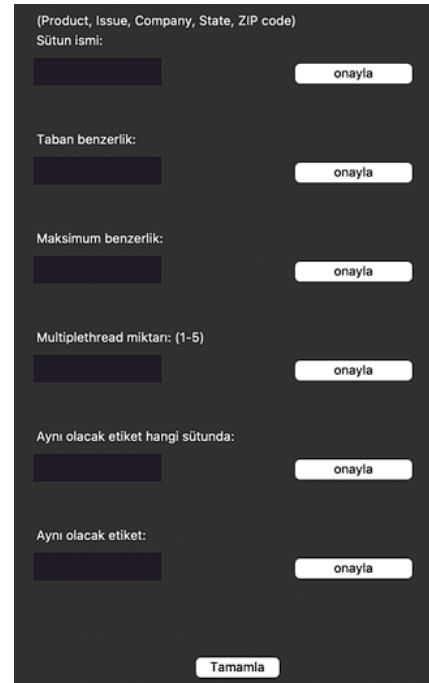 (Product, Issue, Company, State, ZIP code)
Sütun ismi:
onayla
Taban benzerlik:
onayla
Maksimum benzerlik:
onayla
Multiplethread miktarı: (1-5)
onayla
Aynı olacak etiket hangi sütunda:
onayla
Aynı olacak etiket:
onayla
Tamamla